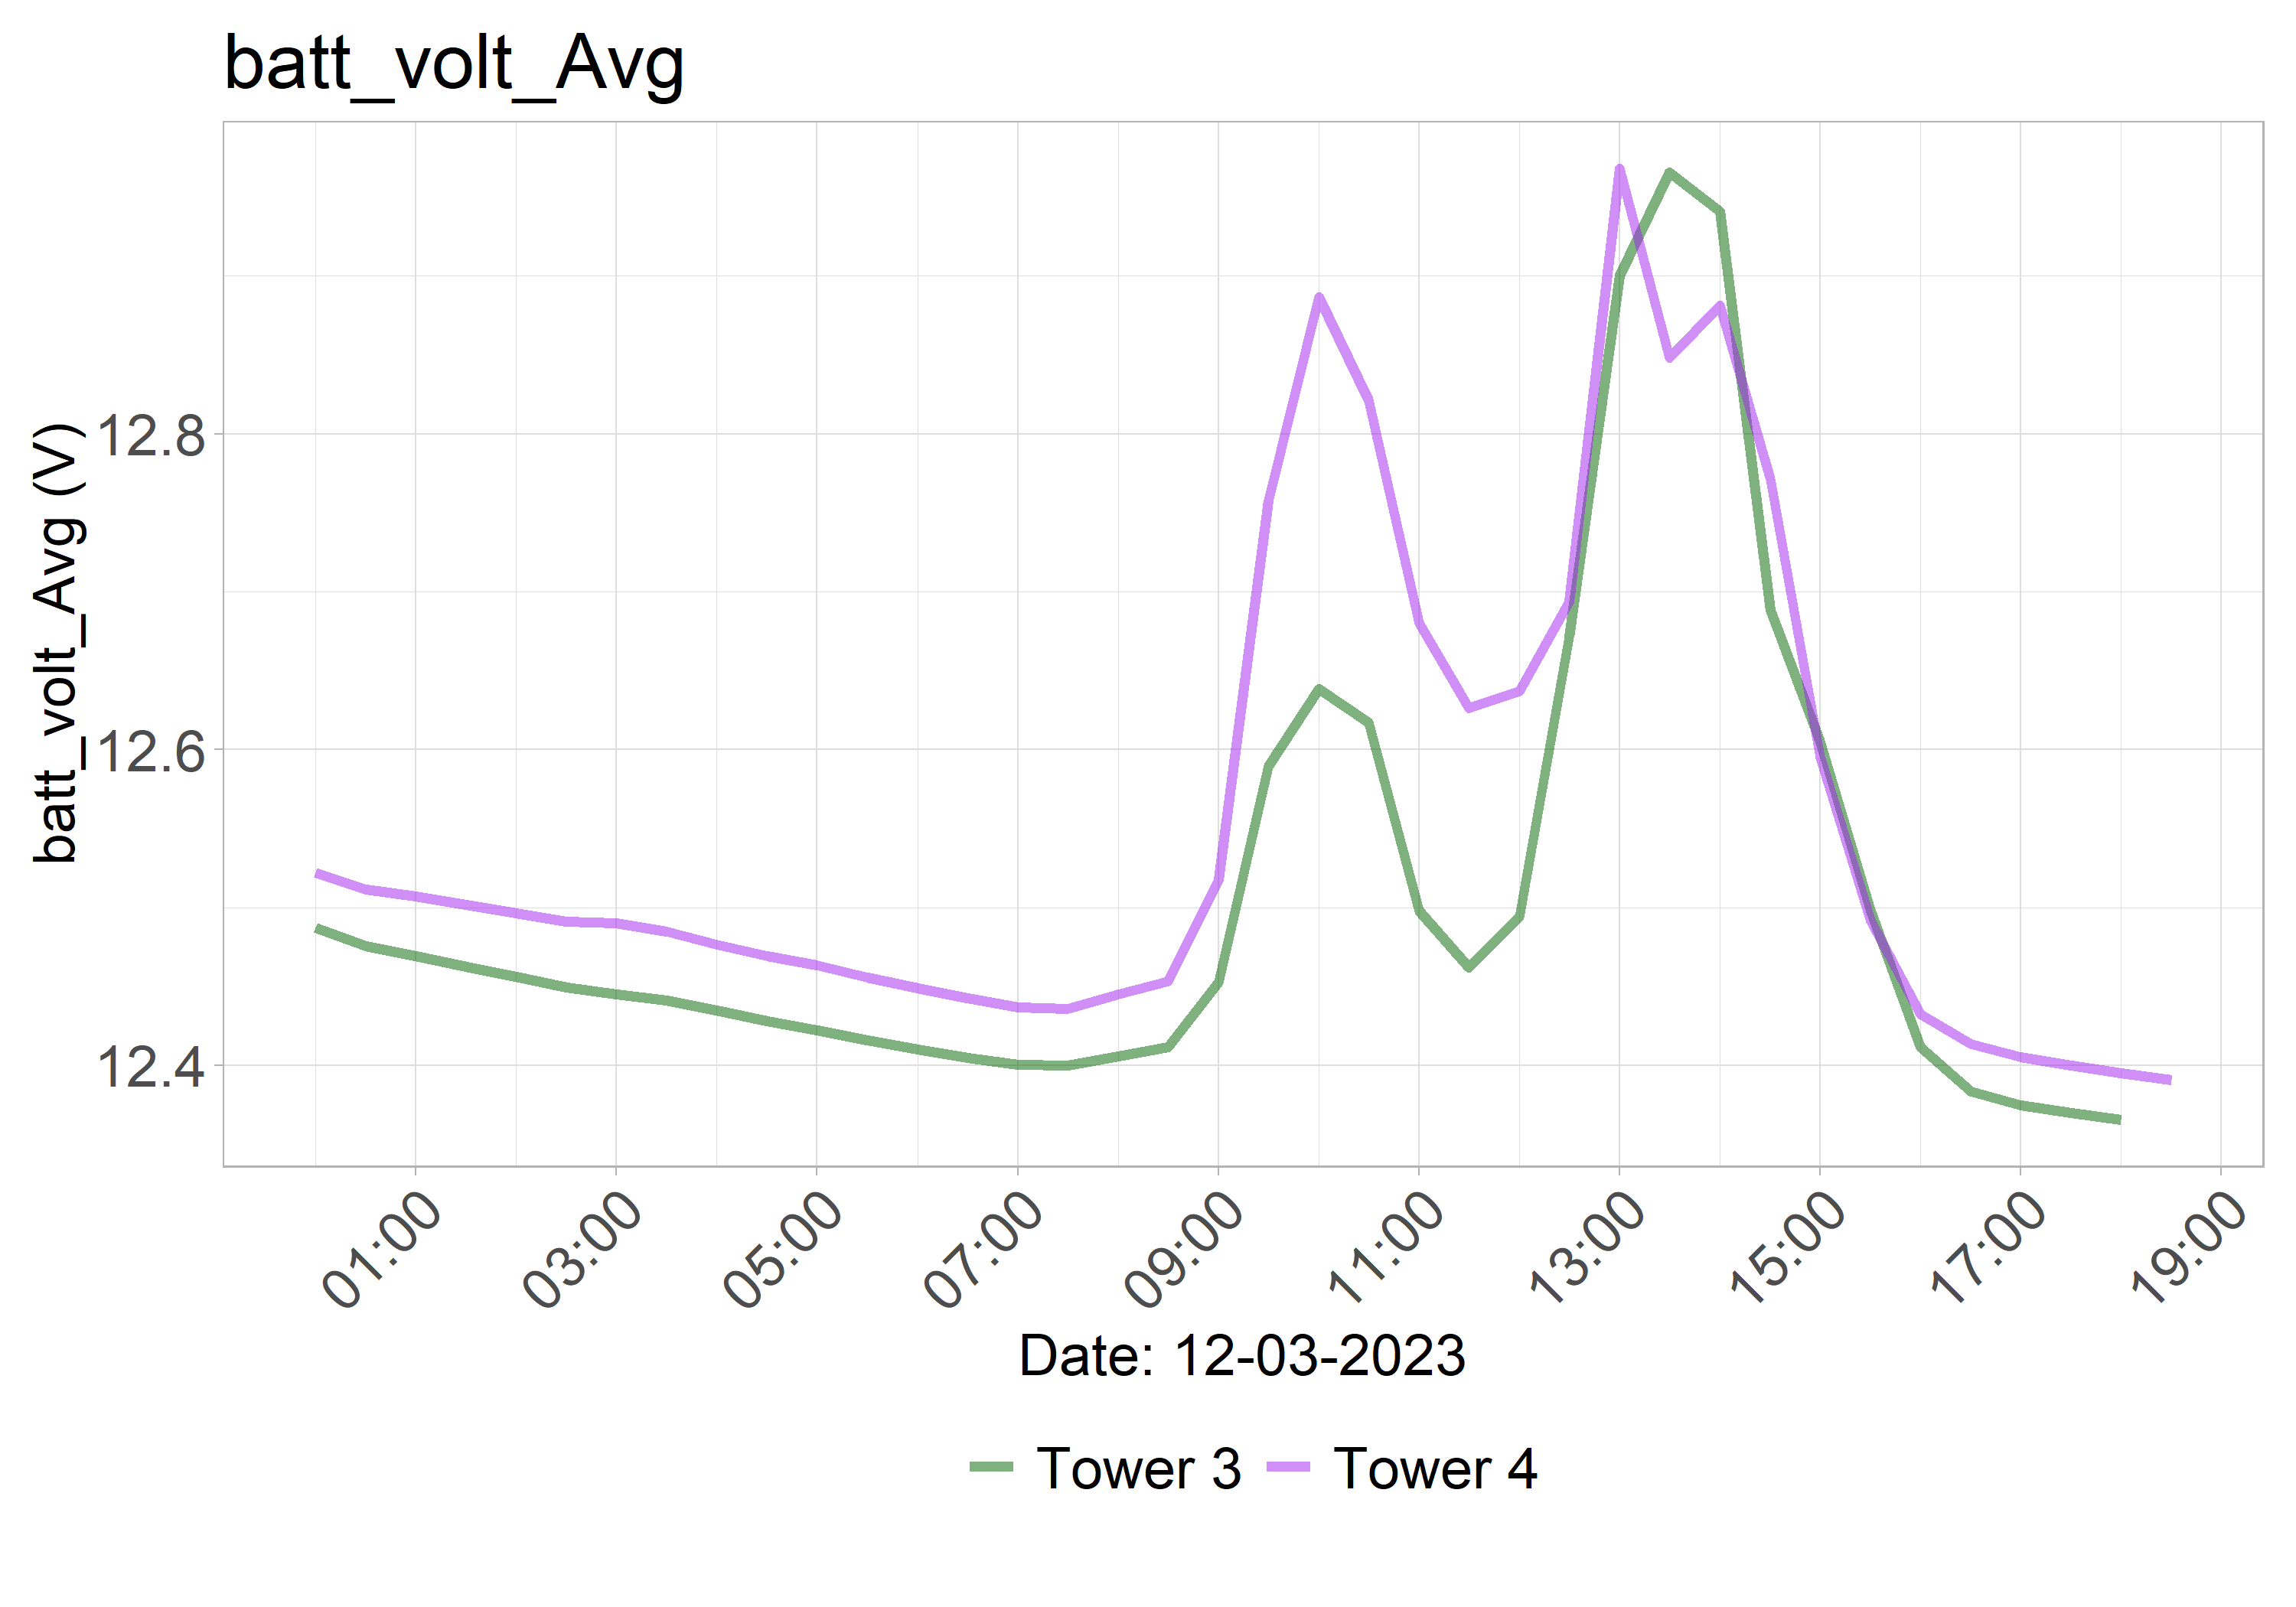 batt_volt_Avg
batt_volt_Avg (V)
12.8
12.6
12.4
01:00 03:00 05:00 07:00 09:00 11:00 13:00 15:00 17:00 19:00
Date: 12-03-2023
Tower 3 Tower 4